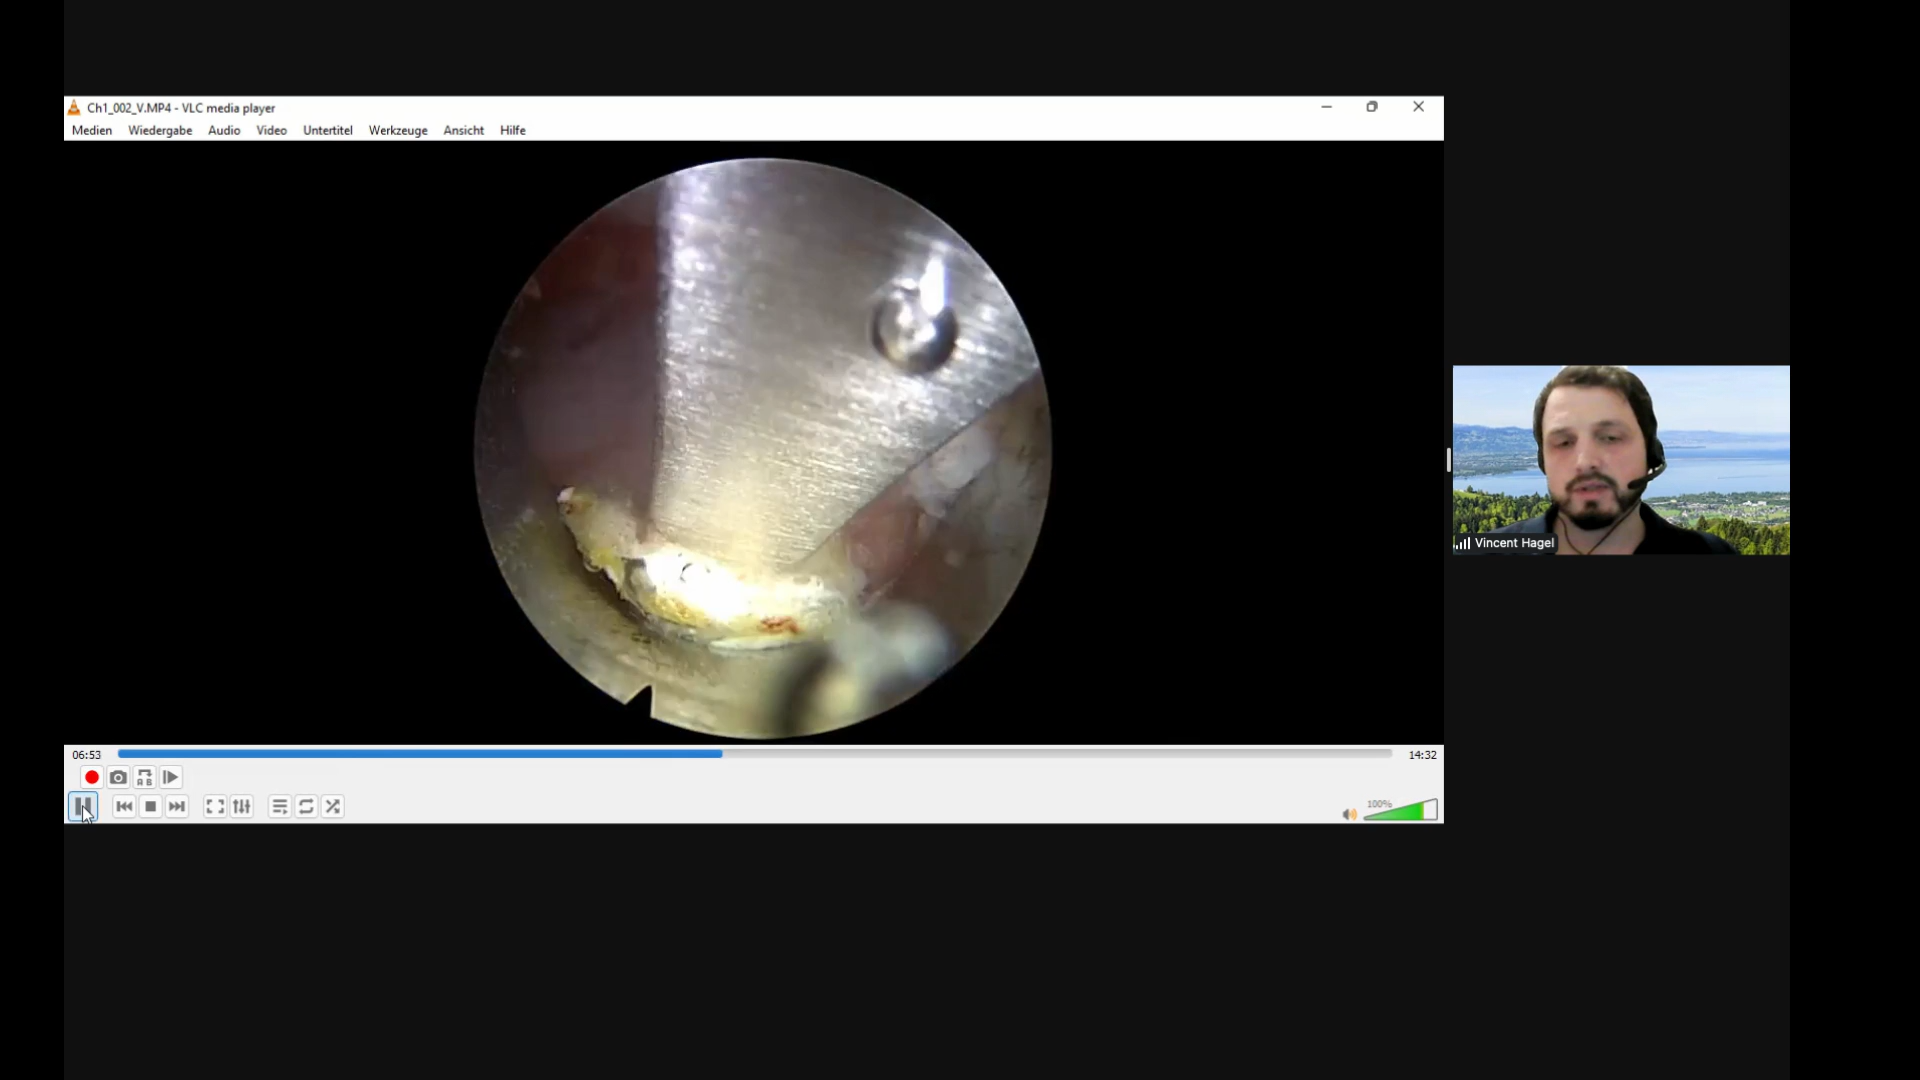 Ch1_002_V.MP4 - VLC media player
Medien Wiedergabe Audio Video Untertitel Werkzeuge Ansicht Hilfe
Vincent Hagel
06:53
14:32
A B
100%